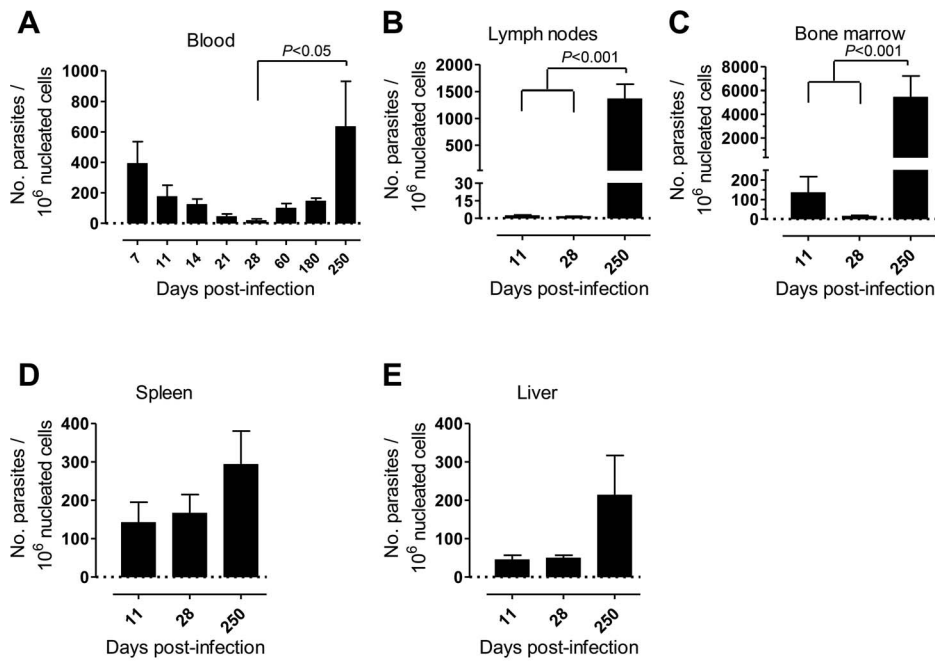 A
Blood
P<0.05
No. parasites /
10⁶ nucleated cells
1000
800
600
400
200
0
7 11 14 21 28 60 180 250
Days post-infection
B
Lymph nodes
P<0.001
No. parasites /
10⁶ nucleated cells
2000
1500
1000
500
30
15
0
11 28 250
Days post-infection
C
Bone marrow
P<0.001
No. parasites /
10⁶ nucleated cells
8000
6000
4000
2000
200
100
0
11 28 250
Days post-infection
D
Spleen
No. parasites /
10⁶ nucleated cells
400
300
200
100
0
11 28 250
Days post-infection
E
Liver
No. parasites /
10⁶ nucleated cells
400
300
200
100
0
11 28 250
Days post-infection